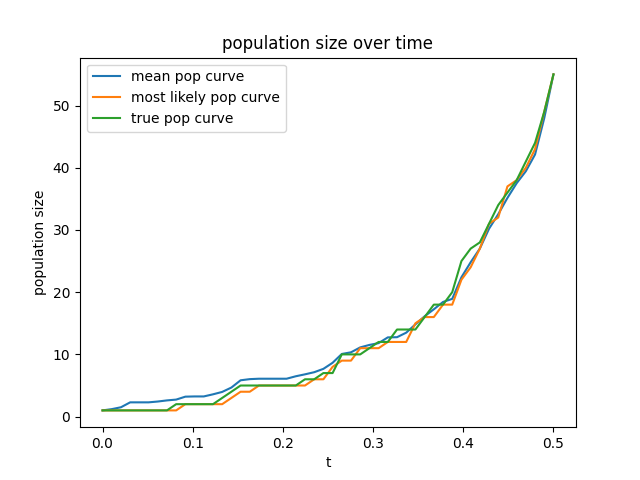 population size over time
mean pop curve
most likely pop curve
true pop curve
population size
50
40
30
20
10
0
0.0 0.1 0.2 0.3 0.4 0.5
t